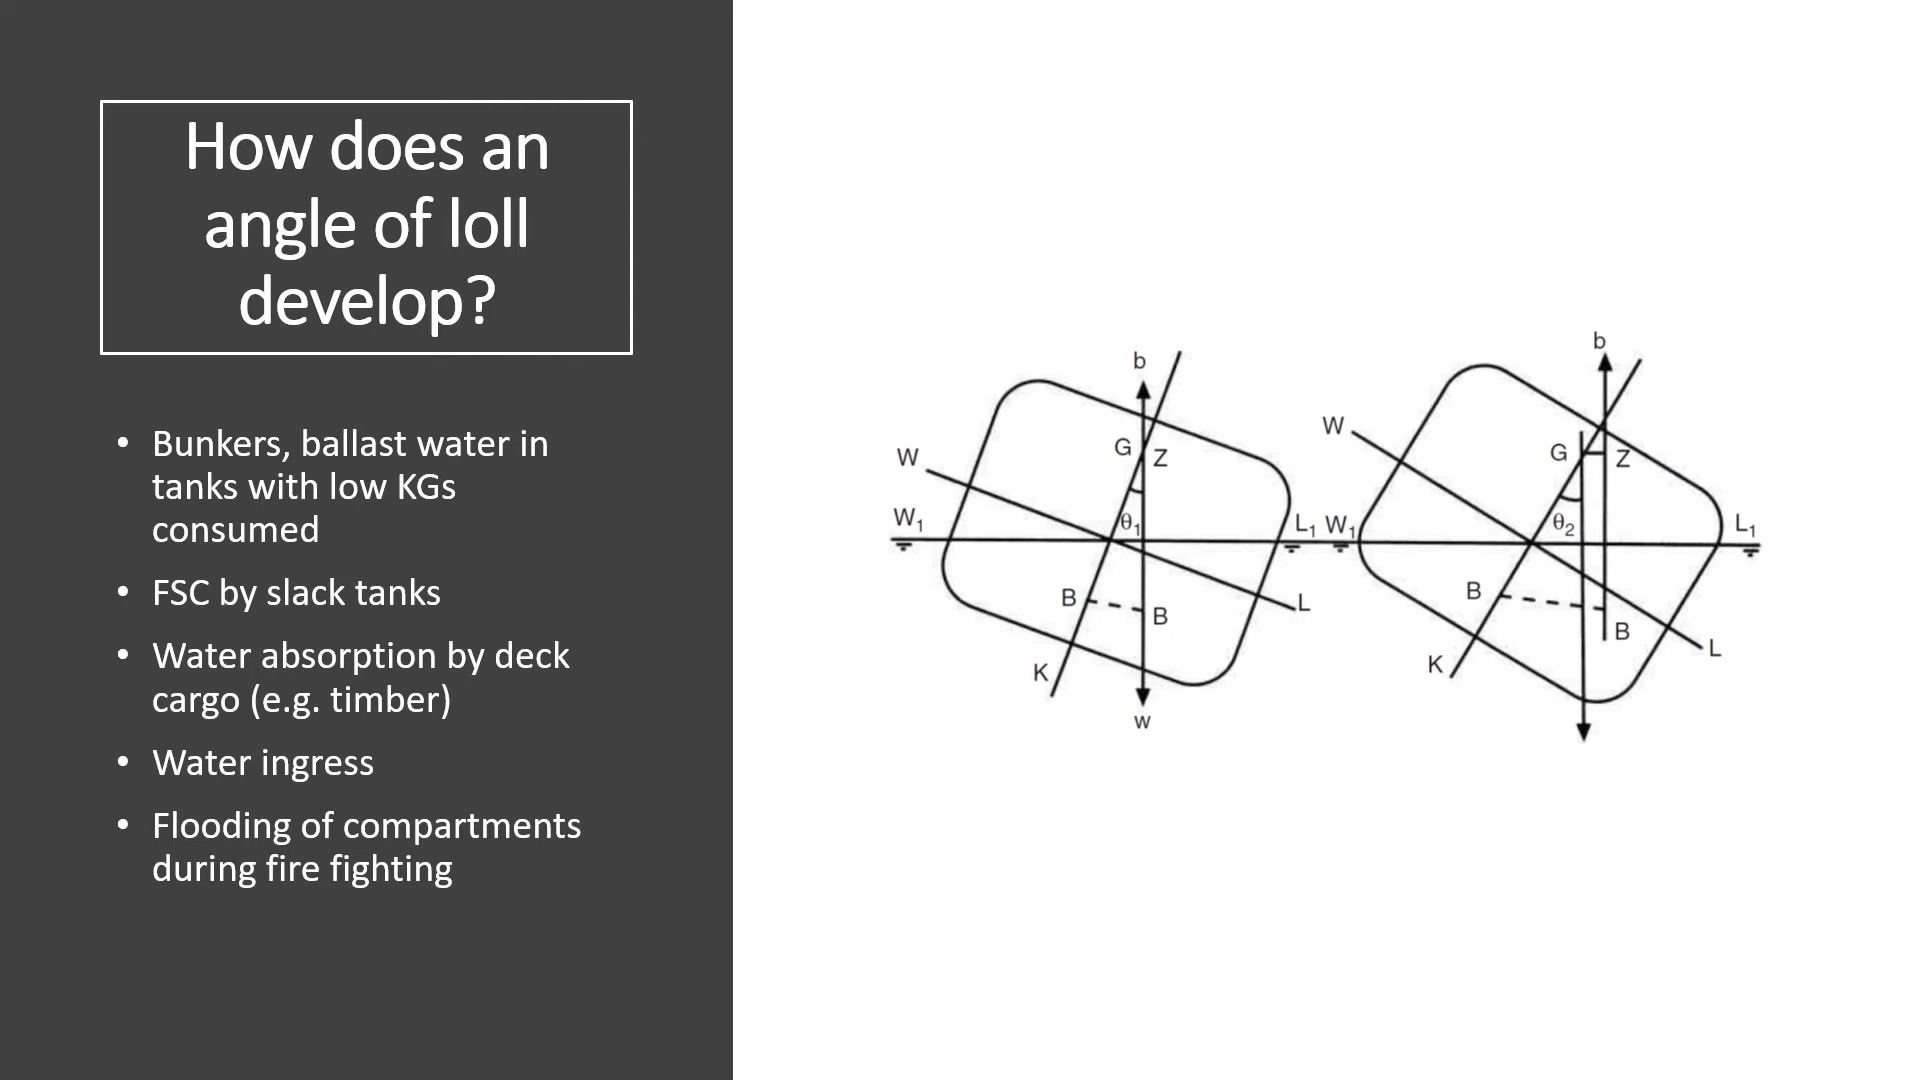 How does an
angle of loll
develop?
• Bunkers, ballast water in
tanks with low KGs
consumed
• FSC by slack tanks
• Water absorption by deck
cargo (e.g. timber)
• Water ingress
• Flooding of compartments
during fire fighting
b
G Z
W
W₁ θ₁ L₁
B B
L
K
w
b
W
G Z
W₁ θ₂ L₁
B
B
K
L